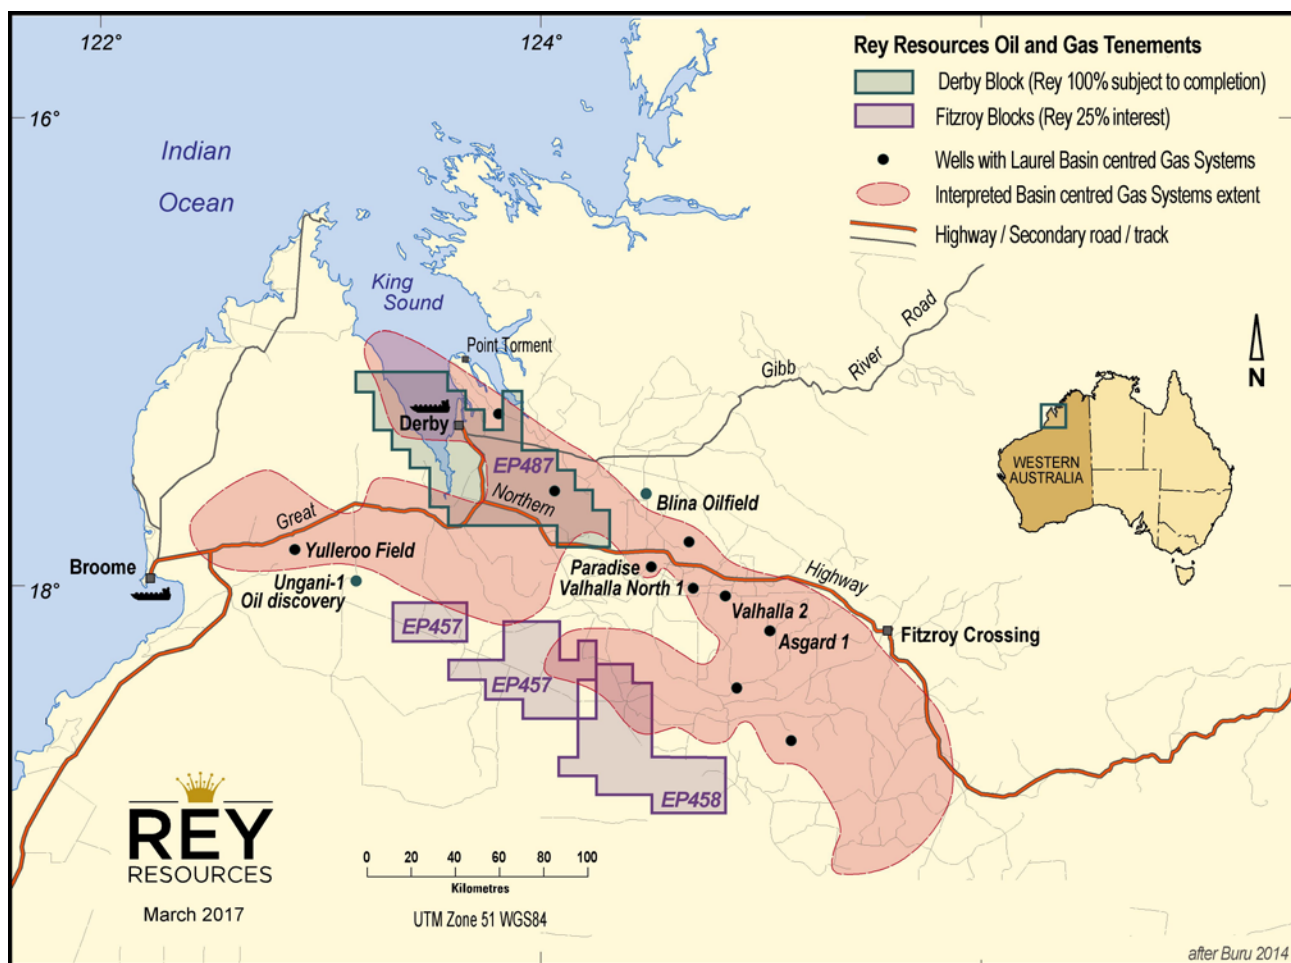 122°
124°
Rey Resources Oil and Gas Tenements
Derby Block (Rey 100% subject to completion)
Fitzroy Blocks (Rey 25% interest)
Wells with Laurel Basin centred Gas Systems
Interpreted Basin centred Gas Systems extent
Highway / Secondary road / track
16°
Indian
Ocean
King
Sound
Point Torment
Gibb
River
Road
N
Derby
EP487
WESTERN
AUSTRALIA
Great
Northern
Highway
Blina Oilfield
Yulleroo Field
Broome
Ungani-1
Oil discovery
18°
Paradise
Valhalla North 1
Valhalla 2
Asgard 1
Fitzroy Crossing
EP457
EP457
EP458
REY
RESOURCES
March 2017
0 20 40 60 80 100
Kilometres
UTM Zone 51 WGS84
after Buru 2014